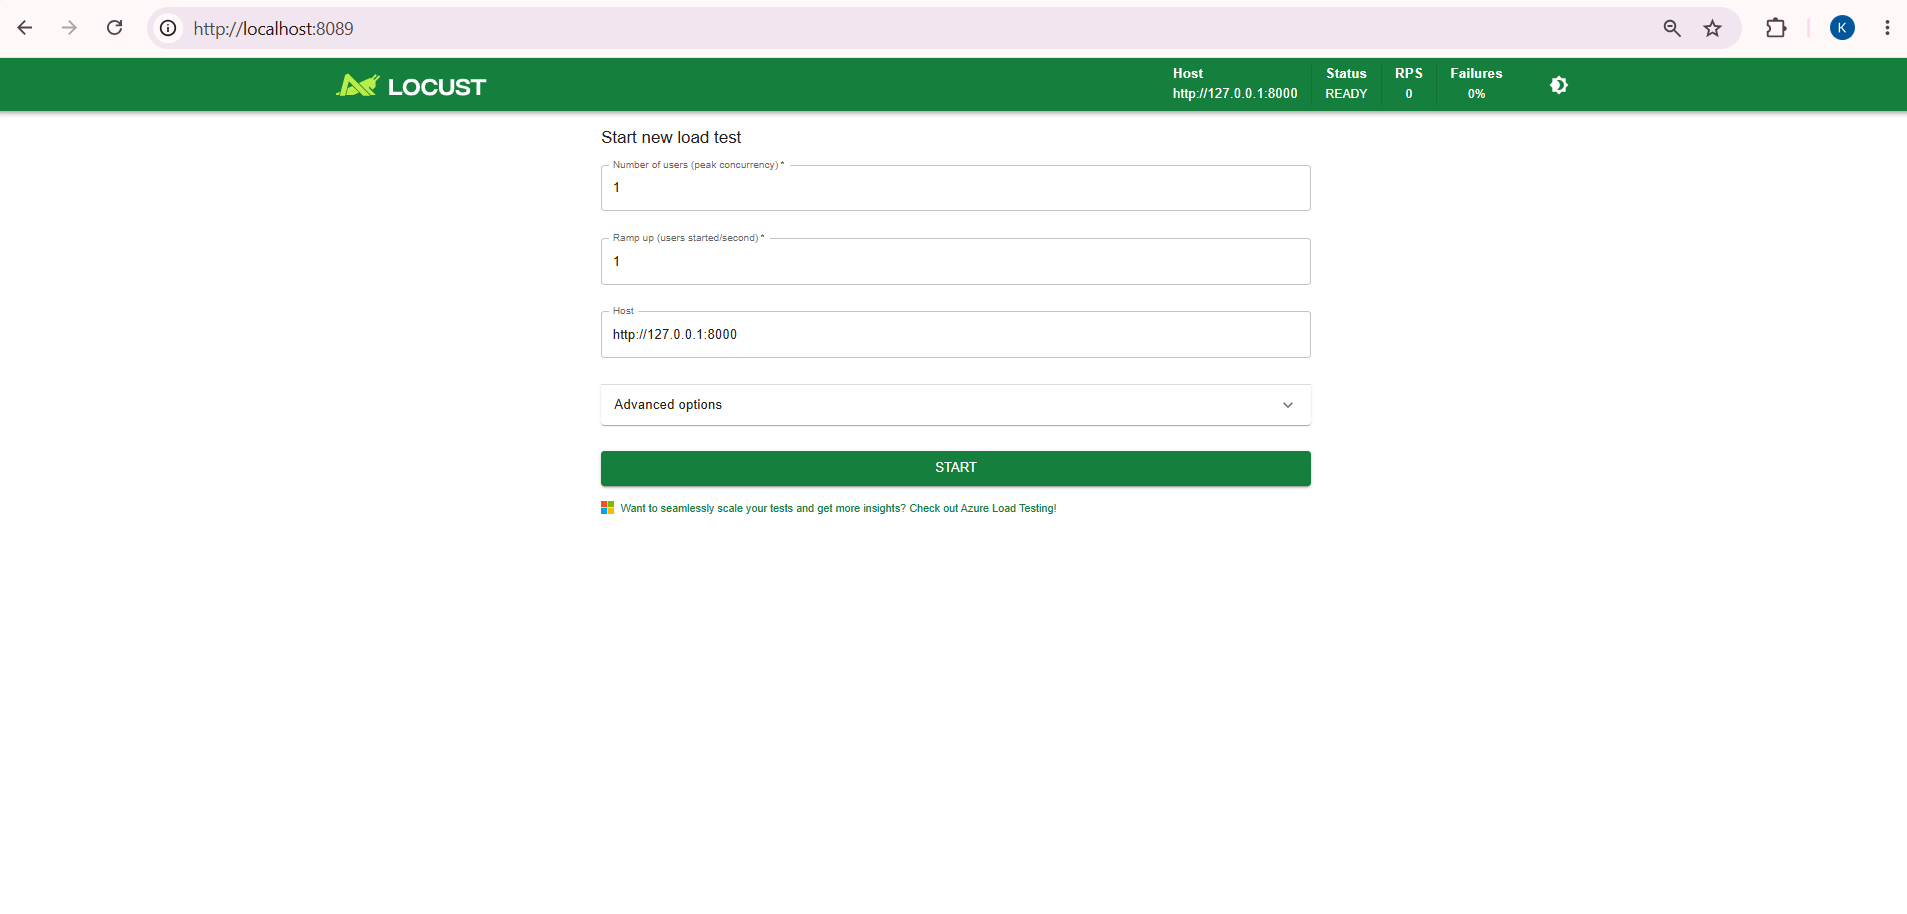 http://localhost:8089
K
LOCUST
Host
http://127.0.0.1:8000
Status
READY
RPS
0
Failures
0%
Start new load test
Number of users (peak concurrency) *
1
Ramp up (users started/second) *
1
Host
http://127.0.0.1:8000
Advanced options
START
Want to seamlessly scale your tests and get more insights? Check out Azure Load Testing!